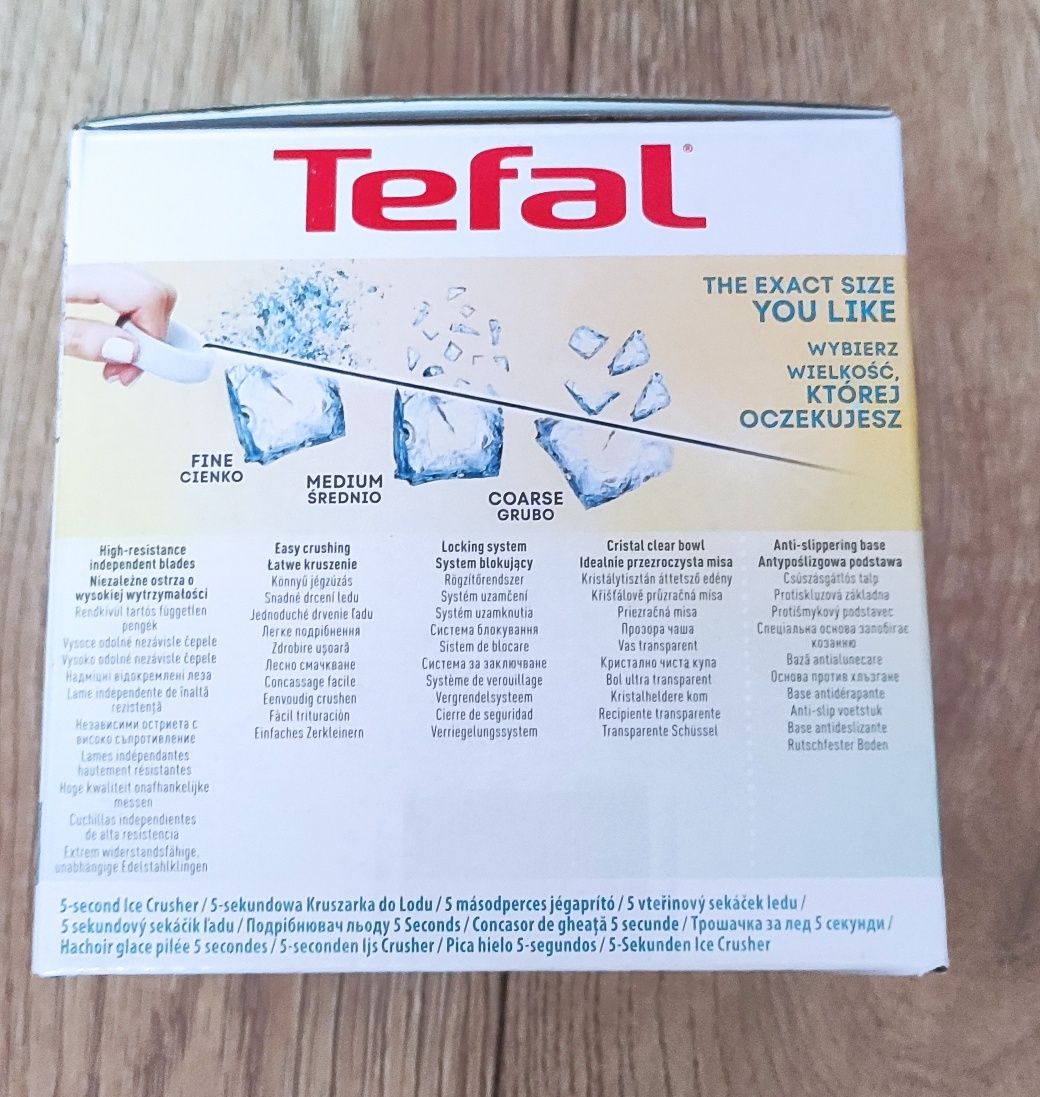 Tefal®
THE EXACT SIZE
YOU LIKE
WYBIERZ
WIELKOŚĆ,
KTÓREJ
OCZEKUJESZ
FINE
CIENKO
MEDIUM
ŚREDNIO
COARSE
GRUBO
High-resistance
independent blades
Niezależne ostrza o
wysokiej wytrzymałości
Rendkívül tartós független
pengék
Vysoce odolné nezávisle čepele
Vysoko odolné nezávisle čepele
Надміцні відокремлені леза
Lame independente de înaltă
rezistență
Независими остриета с
високо съпротивление
Lames indépendantes
hautement résistantes
Hoge kwaliteit onafhankelijke
messen
Cuchillas independientes
de alta resistencia
Extrem widerstandsfähige,
unabhängige Edelstahlklingen
Easy crushing
Łatwe kruszenie
Könnyű jégzúzás
Snadné drcení ledu
Jednoduché drvenie ľadu
Легке подрібнення
Zdrobire ușoară
Лесно смачкване
Concassage facile
Eenvoudig crushen
Fácil trituración
Einfaches Zerkleinern
Locking system
System blokujący
Rögzítőrendszer
Systém uzamčení
Systém uzamknutia
Система блокування
Sistem de blocare
Система за заключване
Système de verouillage
Vergrendelsysteem
Cierre de seguridad
Verriegelungssystem
Cristal clear bowl
Idealnie przezroczysta misa
Kristálytisztán áttetsző edény
Křišťálově průzračná mísa
Priezračná misa
Прозора чаша
Vas transparent
Кристално чиста купа
Bol ultra transparent
Kristalheldere kom
Recipiente transparente
Transparente Schüssel
Anti-slippering base
Antypoślizgowa podstawa
Csúszásgátlós talp
Protiskluzová základna
Protišmykový podstavec
Спеціальна основа запобігає
ковзанню
Bază antialunecare
Основа против хлъзгане
Base antidérapante
Anti-slip voetstuk
Base antideslizante
Rutschfester Boden
5-second Ice Crusher / 5-sekundowa Kruszarka do Lodu / 5 másodperces jégaprító / 5 vteřinový sekáček ledu /
5 sekundový sekáčik ľadu / Подрібнювач льоду 5 Seconds / Concasor de gheață 5 secunde / Трошачка за лед 5 секунди /
Hachoir glace pilée 5 secondes / 5-seconden Ijs Crusher / Pica hielo 5-segundos / 5-Sekunden Ice Crusher